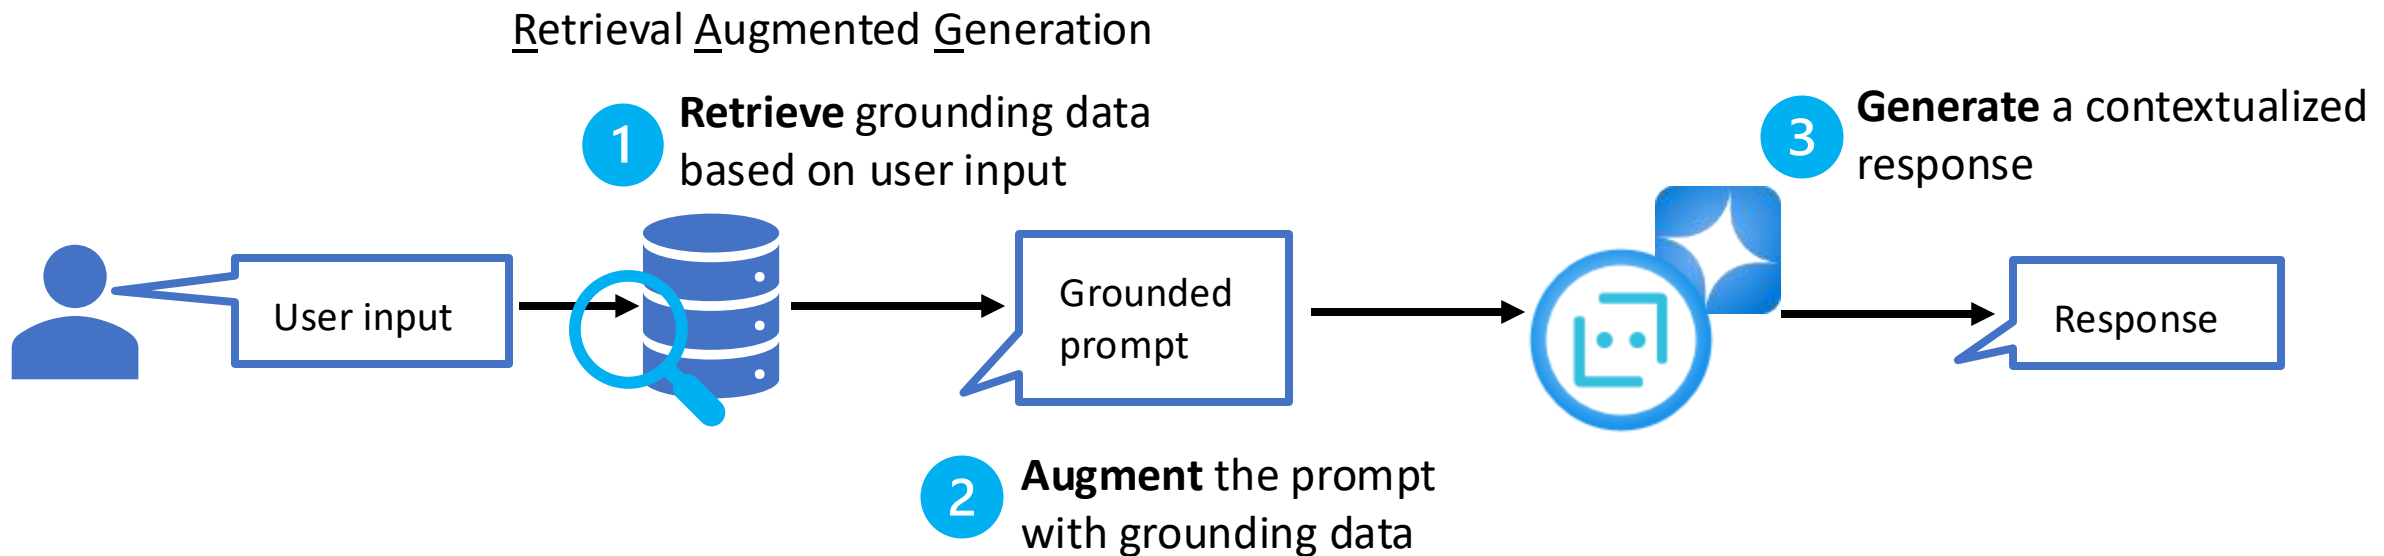 Retrieval Augmented Generation
1
Retrieve grounding data
based on user input
3
Generate a contextualized
response
User input
Grounded
prompt
Response
2
Augment the prompt
with grounding data